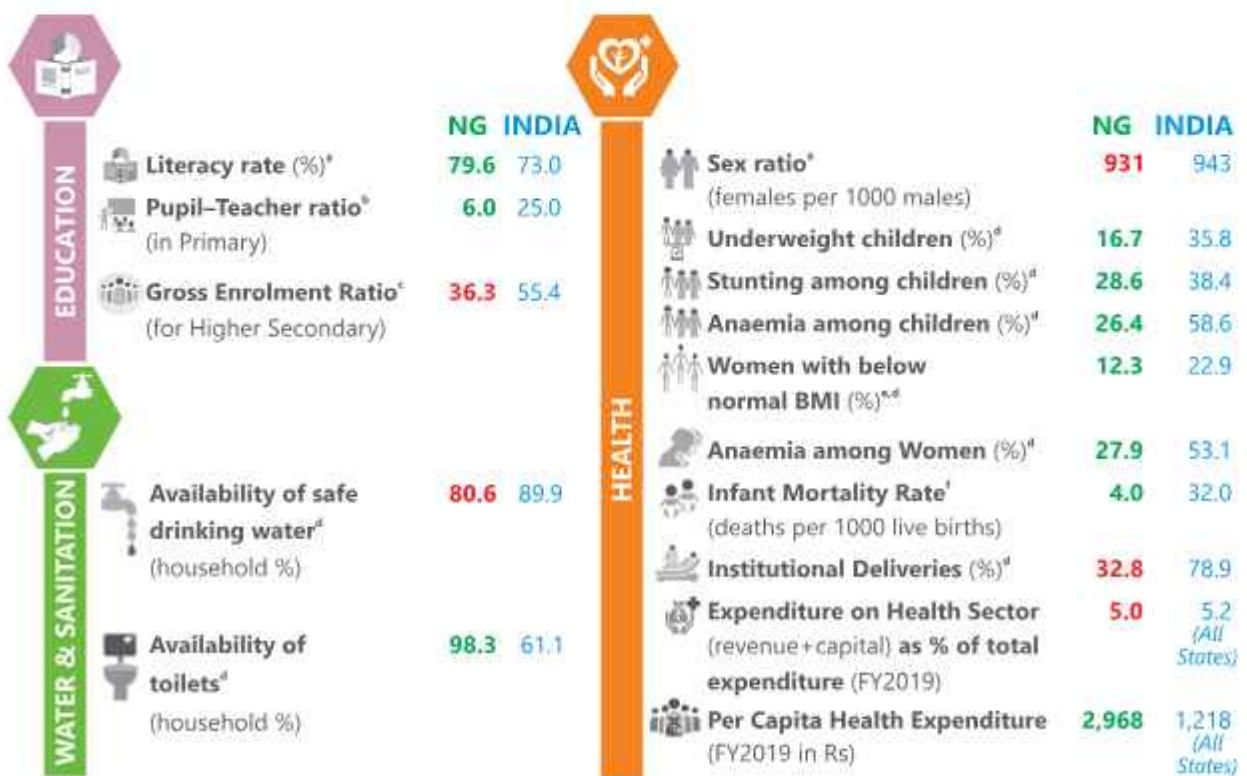 EDUCATION
NG INDIA
Literacy rate (%)ᵃ 79.6 73.0
Pupil–Teacher ratioᵇ 6.0 25.0
(in Primary)
Gross Enrolment Ratioᶜ 36.3 55.4
(for Higher Secondary)
WATER & SANITATION
Availability of safe 80.6 89.9
drinking waterᵈ
(household %)
Availability of 98.3 61.1
toiletsᵈ
(household %)
HEALTH
NG INDIA
Sex ratioᵃ 931 943
(females per 1000 males)
Underweight children (%)ᵈ 16.7 35.8
Stunting among children (%)ᵈ 28.6 38.4
Anaemia among children (%)ᵈ 26.4 58.6
Women with below 12.3 22.9
normal BMI (%)ᵉ,ᵈ
Anaemia among Women (%)ᵈ 27.9 53.1
Infant Mortality Rateᶠ 4.0 32.0
(deaths per 1000 live births)
Institutional Deliveries (%)ᵈ 32.8 78.9
Expenditure on Health Sector 5.0 5.2
(revenue+capital) as % of total (All
expenditure (FY2019) States)
Per Capita Health Expenditure 2,968 1,218
(FY2019 in Rs) (All
States)